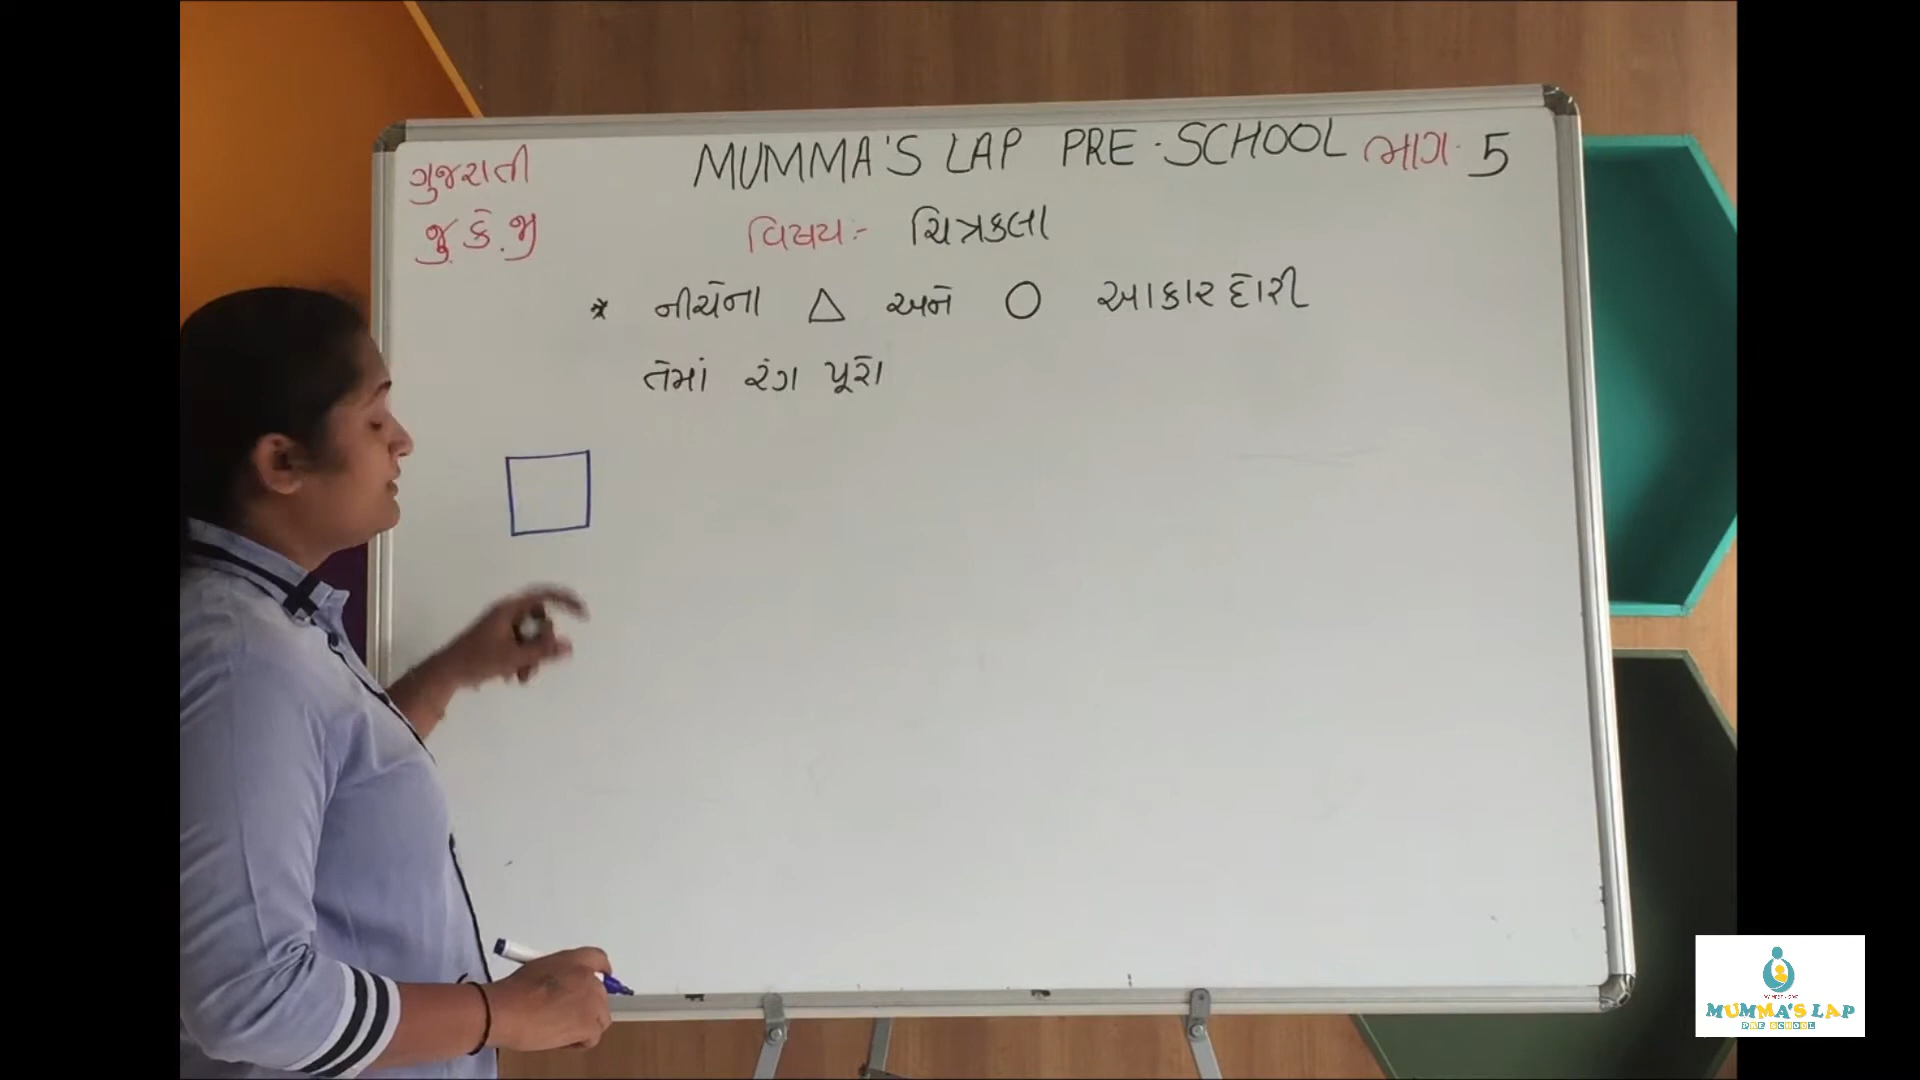 MUMMA'S LAP PRE-SCHOOL ભાગ 5
ગુજરાતી
જુ.કે.જી
વિષય:- ચિત્રકલા
* નીચેના △ અને ○ આકાર દોરી
તેમાં રંગ પૂરો
MUMMA'S LAP
PRE SCHOOL